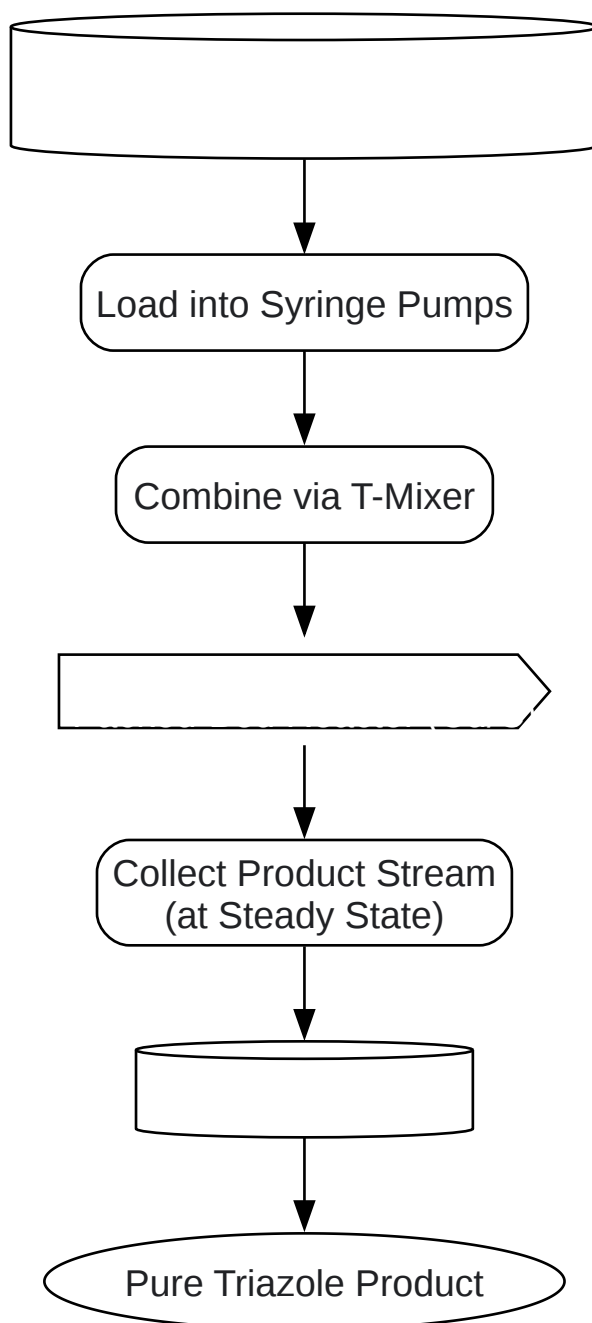 Load into Syringe Pumps
Combine via T-Mixer
Collect Product Stream
(at Steady State)
Pure Triazole Product